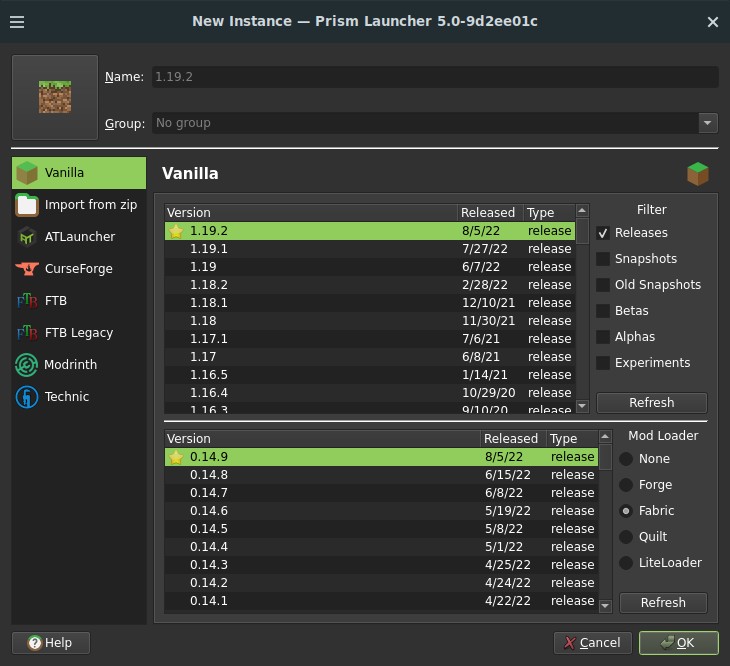 New Instance — Prism Launcher 5.0-9d2ee01c
Name: 1.19.2
Group: No group
Vanilla
Import from zip
ATLauncher
CurseForge
FTB
FTB Legacy
Modrinth
Technic
Vanilla
Version Released Type
1.19.2 8/5/22 release
1.19.1 7/27/22 release
1.19 6/7/22 release
1.18.2 2/28/22 release
1.18.1 12/10/21 release
1.18 11/30/21 release
1.17.1 7/6/21 release
1.17 6/8/21 release
1.16.5 1/14/21 release
1.16.4 10/29/20 release
1.16.3 9/10/20 release
Filter
Releases
Snapshots
Old Snapshots
Betas
Alphas
Experiments
Refresh
Version Released Type
0.14.9 8/5/22 release
0.14.8 6/15/22 release
0.14.7 6/8/22 release
0.14.6 5/19/22 release
0.14.5 5/8/22 release
0.14.4 5/1/22 release
0.14.3 4/25/22 release
0.14.2 4/24/22 release
0.14.1 4/22/22 release
Mod Loader
None
Forge
Fabric
Quilt
LiteLoader
Refresh
Help
Cancel
OK